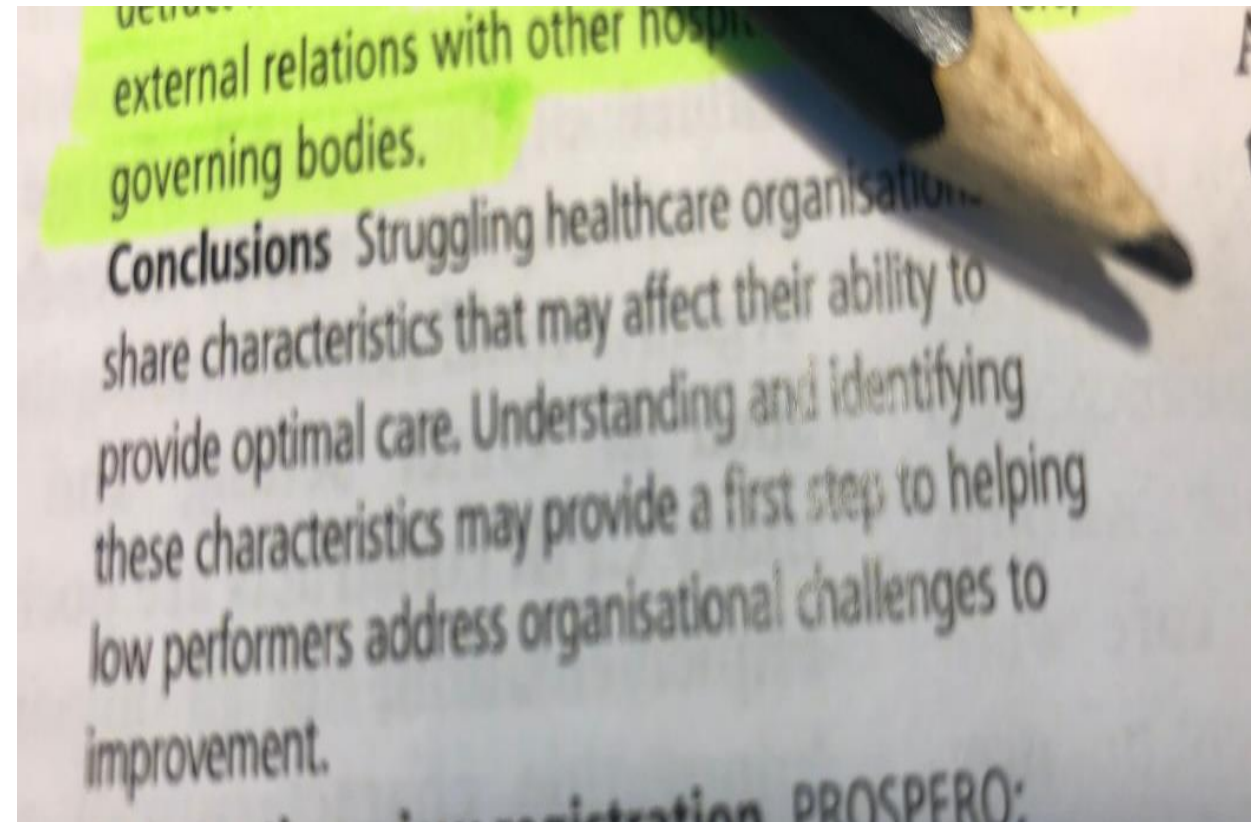 external relations with other
governing bodies.
Conclusions Struggling healthcare
share characteristics that may affect their ability to
provide optimal care. Understanding and identifying
these characteristics may provide a first step to helping
low performers address organisational challenges to
improvement.
registration PROSPERO: